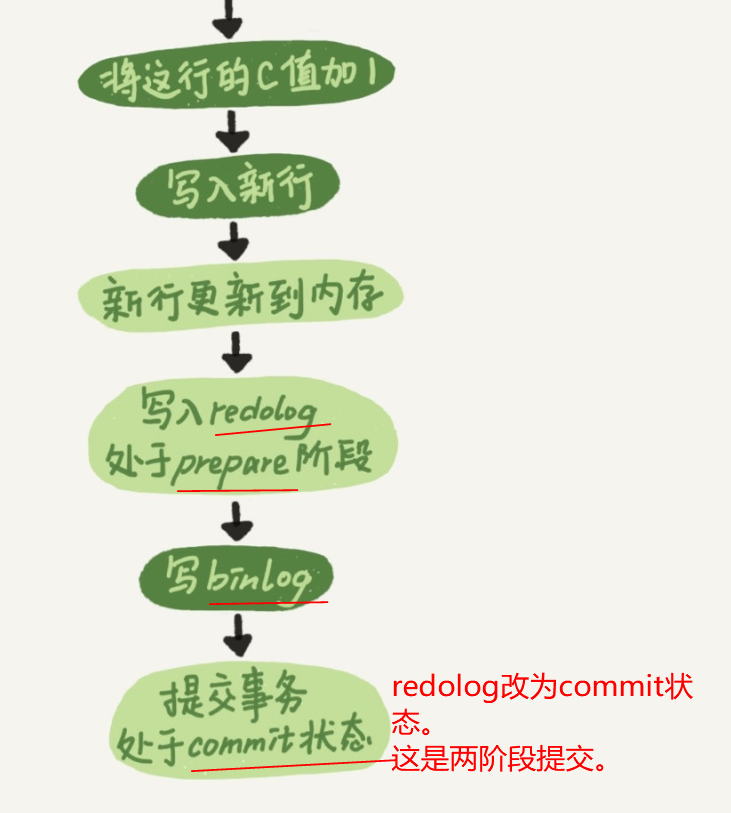 将这行的C值加1
写入新行
新行更新到内存
写入redolog
处于prepare阶段
写binlog
提交事务
处于commit状态
redolog改为commit状
态。
这是两阶段提交。